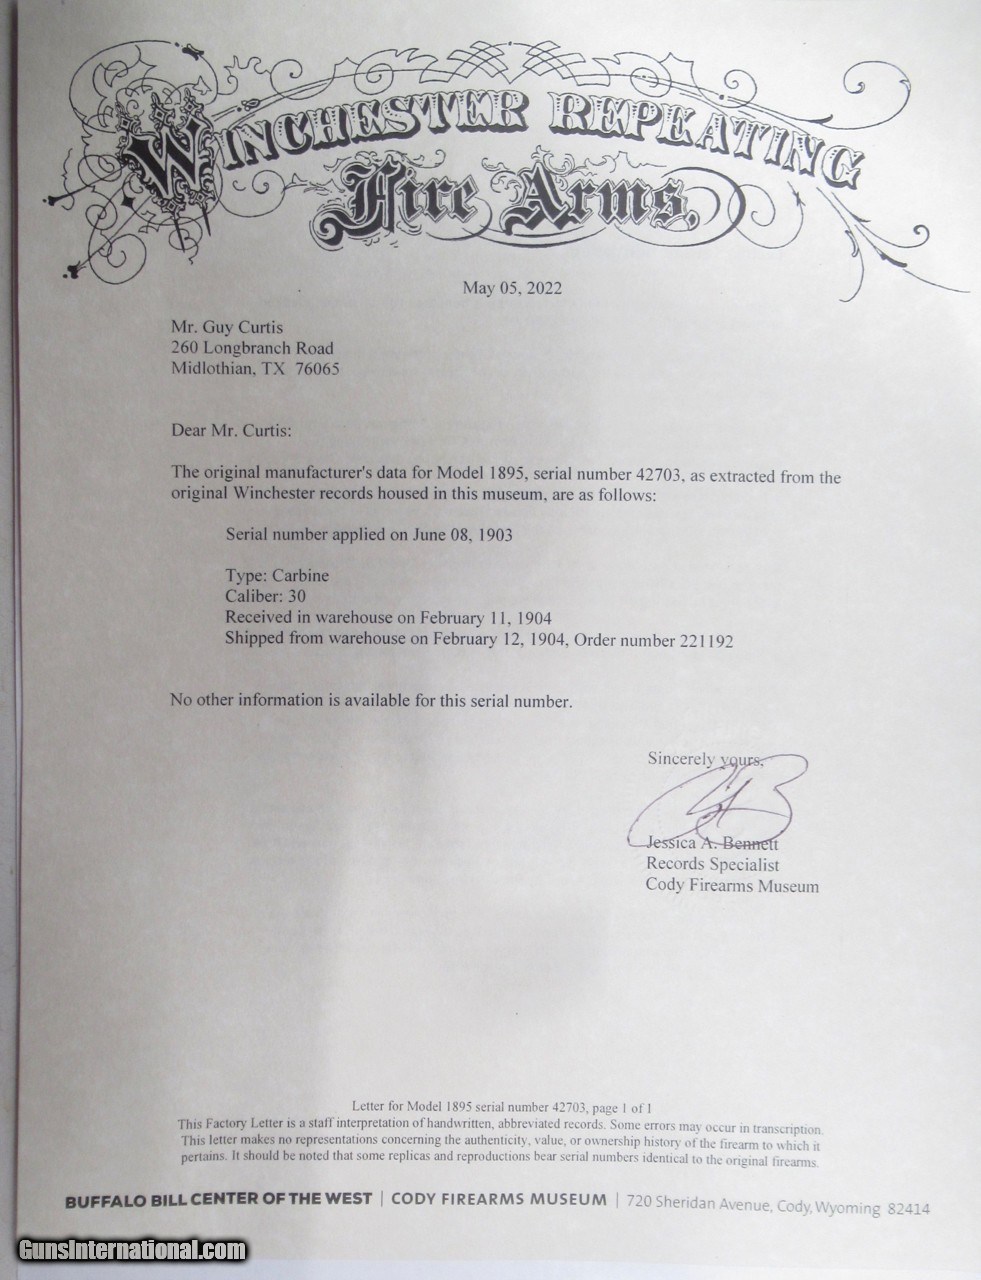 WINCHESTER REPEATING
Fire Arms,
May 05, 2022
Mr. Guy Curtis
260 Longbranch Road
Midlothian, TX  76065
Dear Mr. Curtis:
The original manufacturer's data for Model 1895, serial number 42703, as extracted from the
original Winchester records housed in this museum, are as follows:
Serial number applied on June 08, 1903
Type: Carbine
Caliber: 30
Received in warehouse on February 11, 1904
Shipped from warehouse on February 12, 1904, Order number 221192
No other information is available for this serial number.
Sincerely yours,
Jessica A. Bennett
Records Specialist
Cody Firearms Museum
Letter for Model 1895 serial number 42703, page 1 of 1
This Factory Letter is a staff interpretation of handwritten, abbreviated records. Some errors may occur in transcription.
This letter makes no representations concerning the authenticity, value, or ownership history of the firearm to which it
pertains. It should be noted that some replicas and reproductions bear serial numbers identical to the original firearms.
BUFFALO BILL CENTER OF THE WEST | CODY FIREARMS MUSEUM | 720 Sheridan Avenue, Cody, Wyoming 82414
GunsInternational.com